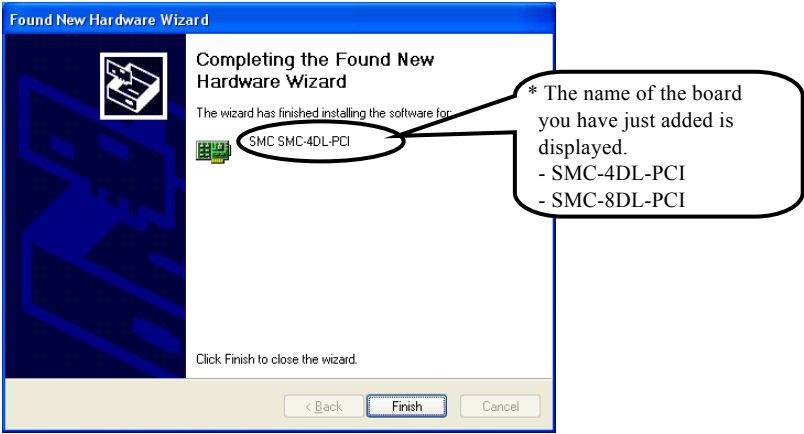 Found New Hardware Wizard
Completing the Found New
Hardware Wizard
The wizard has finished installing the software for:
SMC SMC-4DL-PCI
* The name of the board
you have just added is
displayed.
- SMC-4DL-PCI
- SMC-8DL-PCI
Click Finish to close the wizard.
< Back
Finish
Cancel